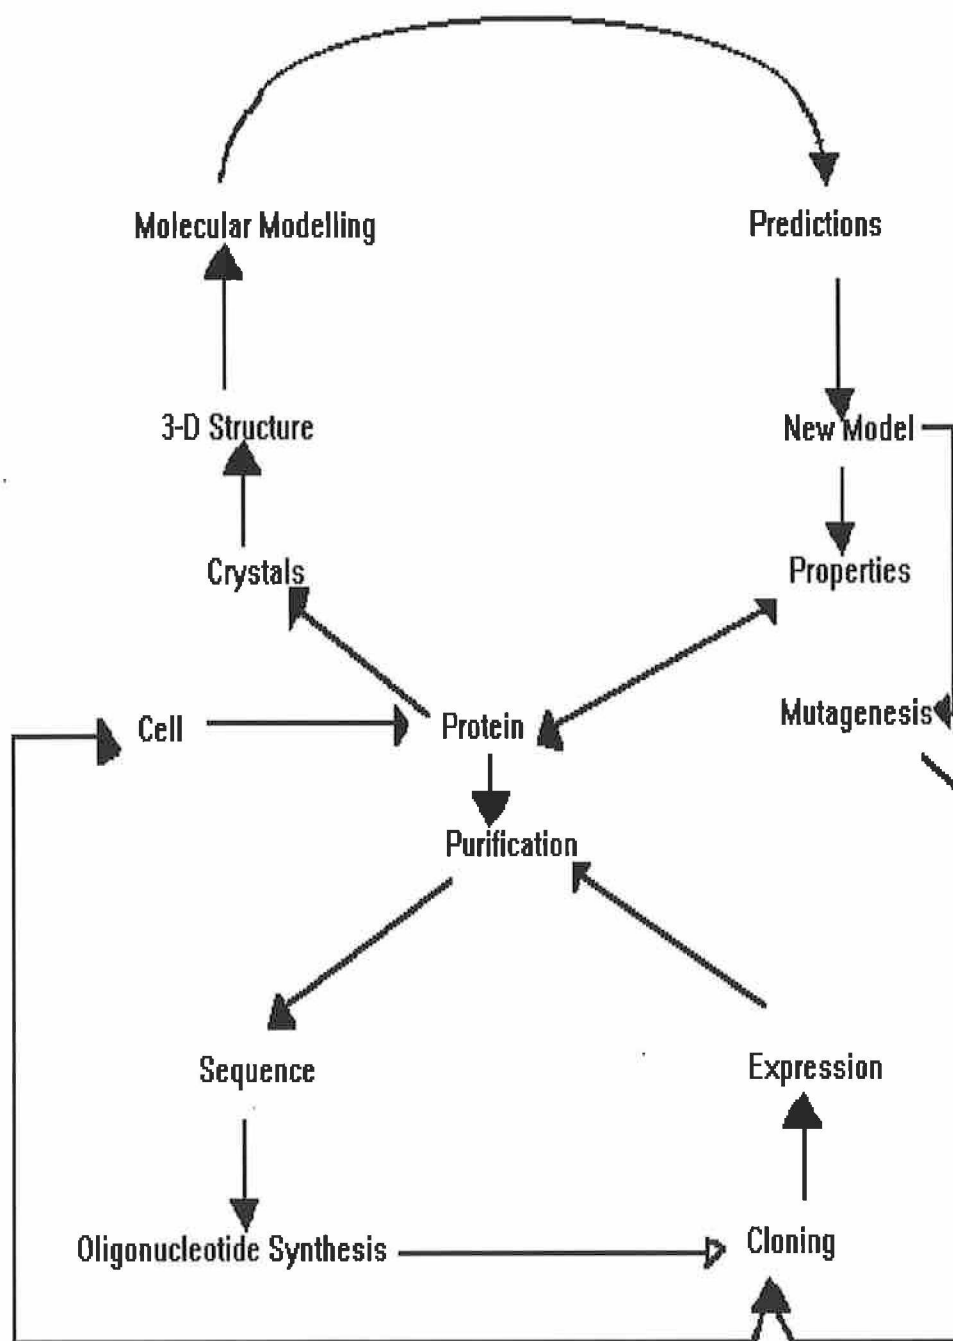 Molecular Modelling
Predictions
3-D Structure
New Model
Crystals
Properties
Cell
Protein
Mutagenesis
Purification
Sequence
Expression
Oligonucleotide Synthesis
Cloning